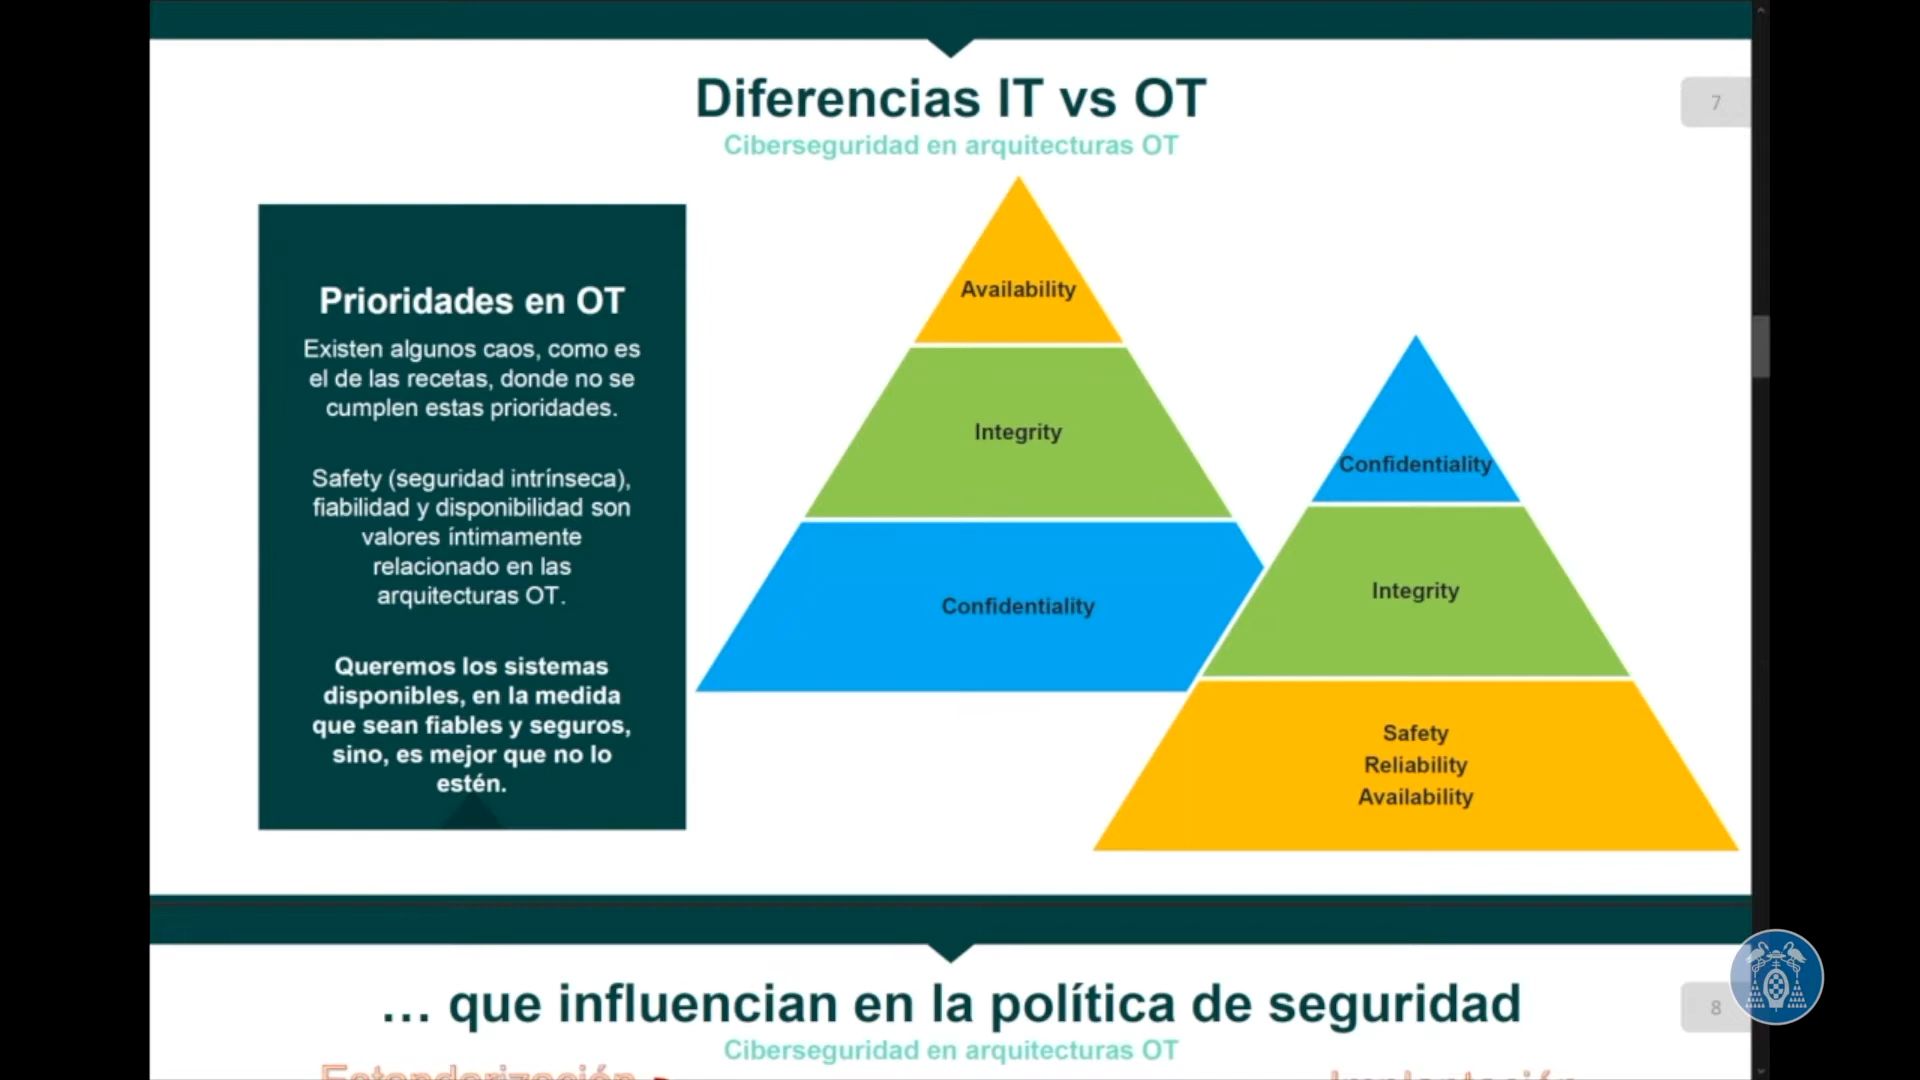 Diferencias IT vs OT
7
Ciberseguridad en arquitecturas OT
Prioridades en OT
Existen algunos caos, como es
el de las recetas, donde no se
cumplen estas prioridades.
Safety (seguridad intrínseca),
fiabilidad y disponibilidad son
valores íntimamente
relacionado en las
arquitecturas OT.
Queremos los sistemas
disponibles, en la medida
que sean fiables y seguros,
sino, es mejor que no lo
estén.
Availability
Integrity
Confidentiality
Confidentiality
Integrity
Safety
Reliability
Availability
... que influencian en la política de seguridad
8
Ciberseguridad en arquitecturas OT
Estandarización
Implantación